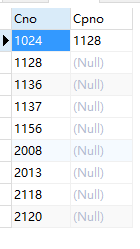 Cno Cpno
1024 1128
1128 (Null)
1136 (Null)
1137 (Null)
1156 (Null)
2008 (Null)
2013 (Null)
2118 (Null)
2120 (Null)